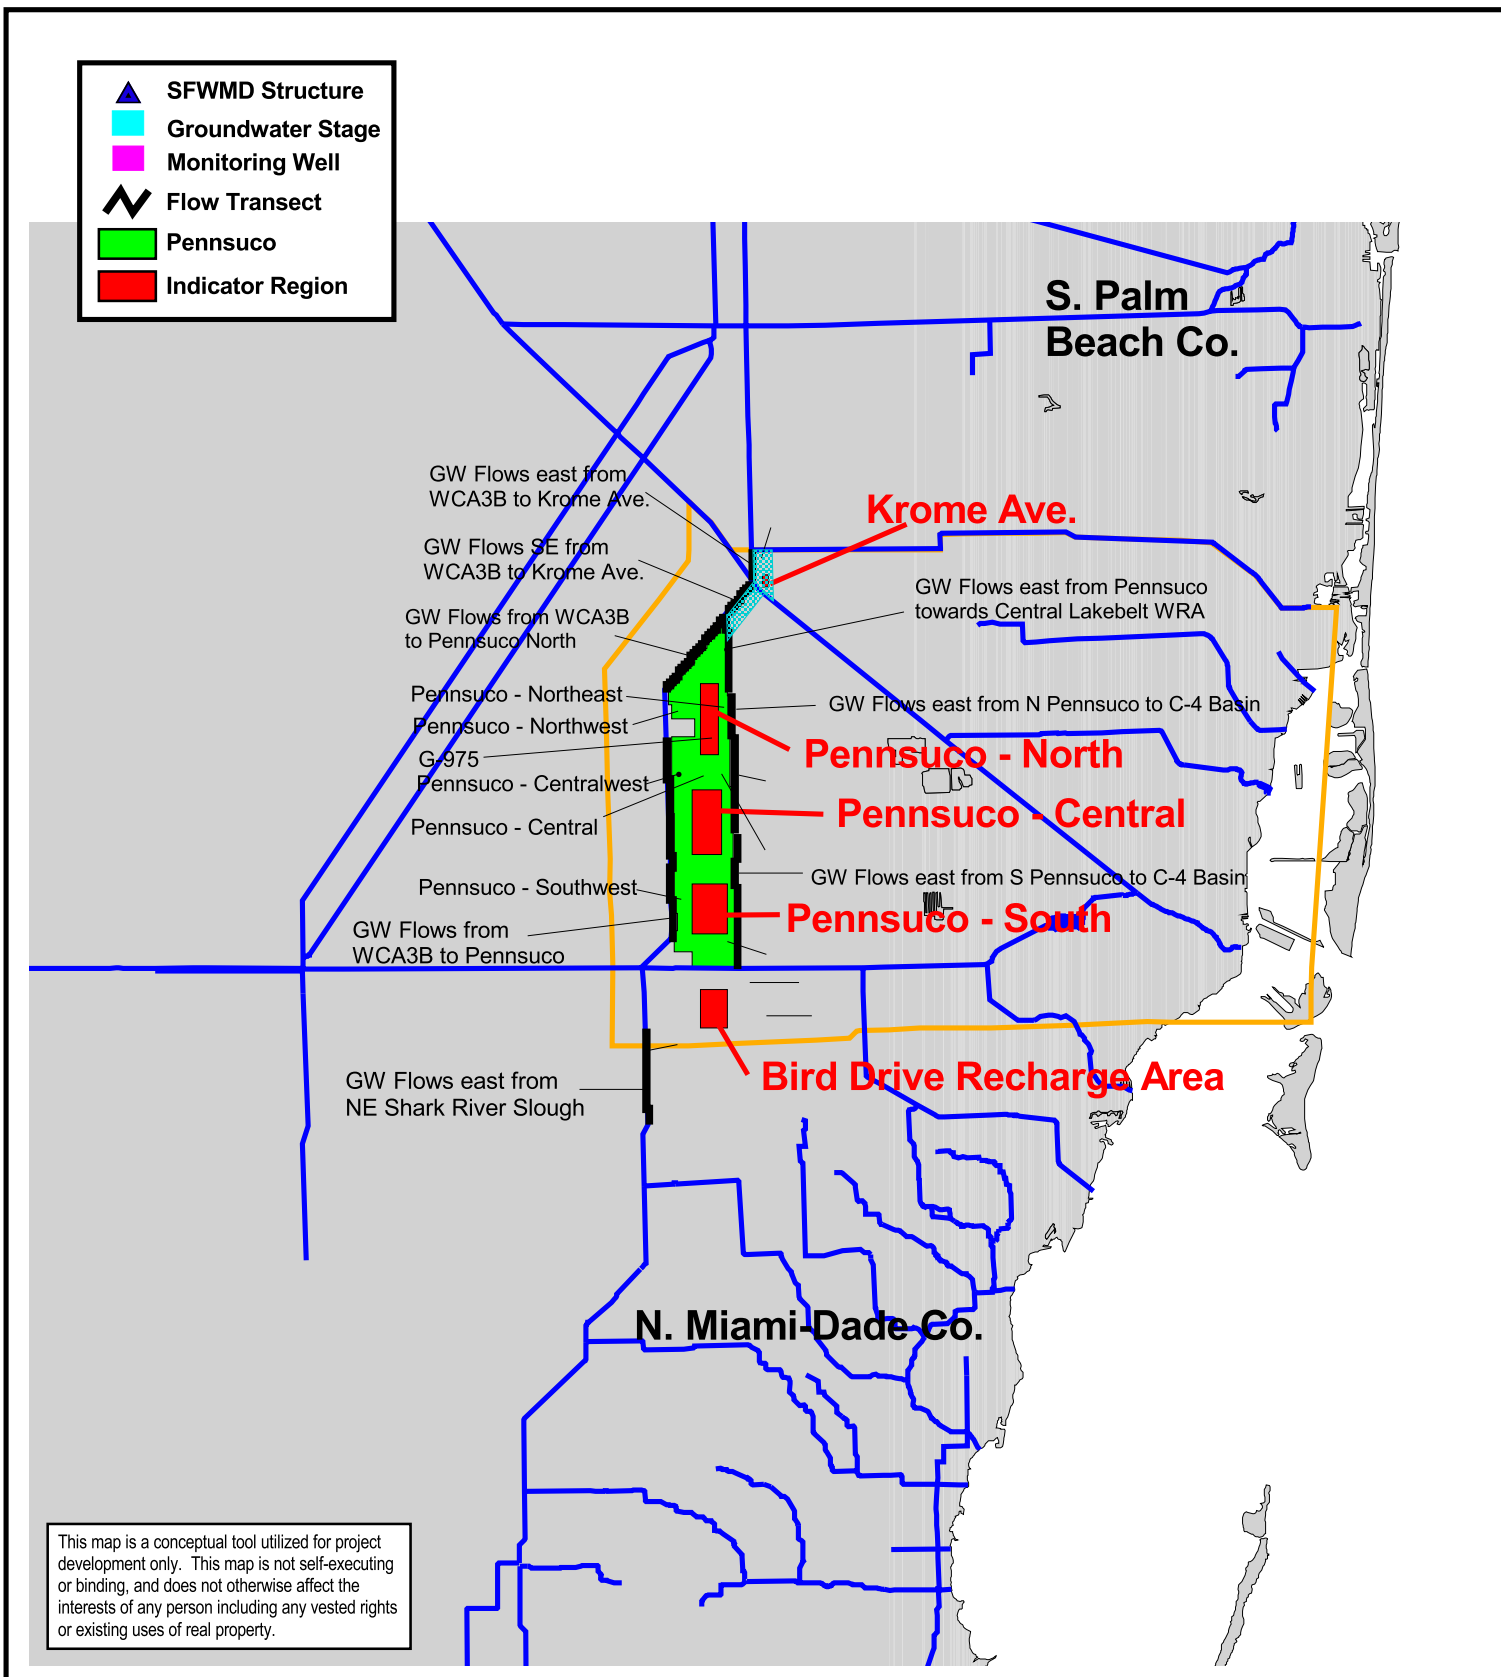 SFWMD Structure
Groundwater Stage
Monitoring Well
Flow Transect
Pennsuco
Indicator Region
S. Palm
Beach Co.
GW Flows east from
WCA3B to Krome Ave.
Krome Ave.
GW Flows SE from
WCA3B to Krome Ave.
GW Flows east from Pennsuco
towards Central Lakebelt WRA
GW Flows from WCA3B
to Pennsuco North
Pennsuco - Northeast
GW Flows east from N Pennsuco to C-4 Basin
Pennsuco - Northwest
Pennsuco - North
G-975
Pennsuco - Centralwest
Pennsuco - Central
Pennsuco - Central
GW Flows east from S Pennsuco to C-4 Basin
Pennsuco - Southwest
Pennsuco - South
GW Flows from
WCA3B to Pennsuco
Bird Drive Recharge Area
GW Flows east from
NE Shark River Slough
N. Miami-Dade Co.
This map is a conceptual tool utilized for project
development only.  This map is not self-executing
or binding, and does not otherwise affect the
interests of any person including any vested rights
or existing uses of real property.